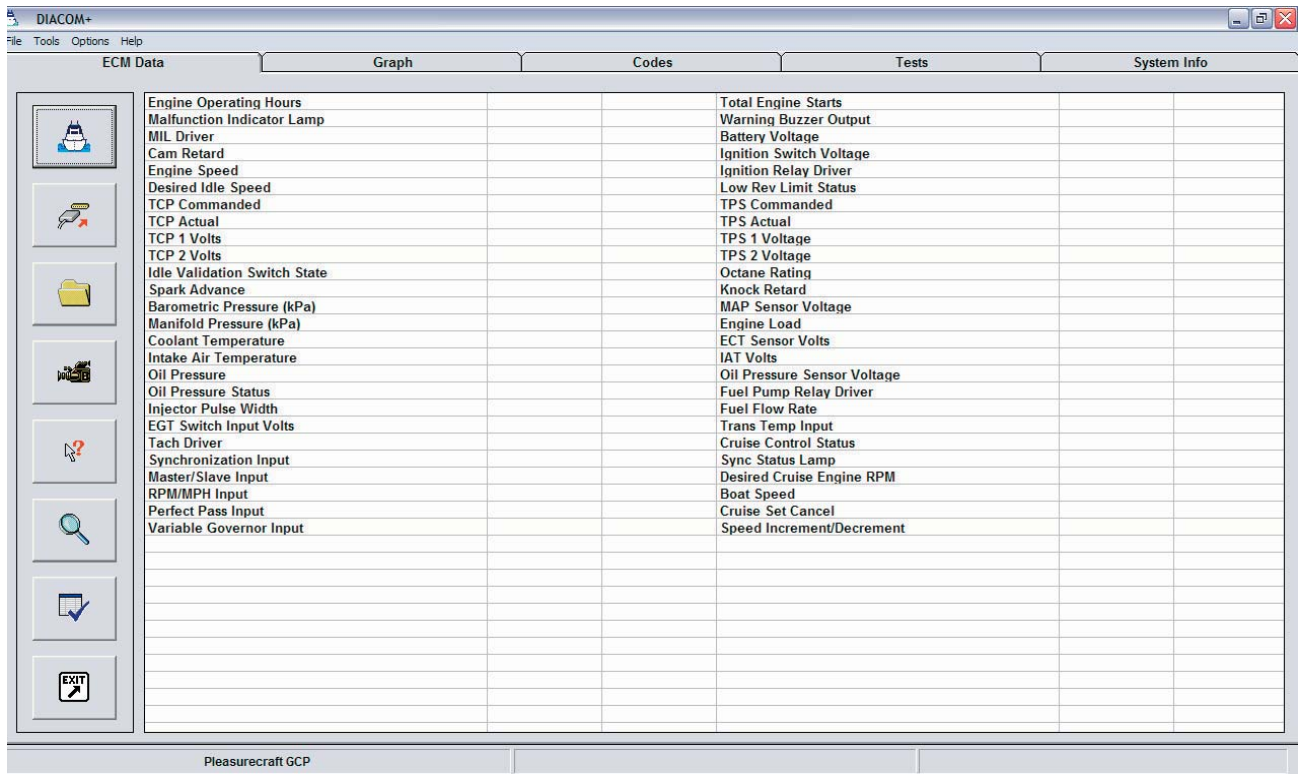 DIACOM+
File Tools Options Help
ECM Data Graph Codes Tests System Info
Engine Operating Hours Total Engine Starts
Malfunction Indicator Lamp Warning Buzzer Output
MIL Driver Battery Voltage
Cam Retard Ignition Switch Voltage
Engine Speed Ignition Relay Driver
Desired Idle Speed Low Rev Limit Status
TCP Commanded TPS Commanded
TCP Actual TPS Actual
TCP 1 Volts TPS 1 Voltage
TCP 2 Volts TPS 2 Voltage
Idle Validation Switch State Octane Rating
Spark Advance Knock Retard
Barometric Pressure (kPa) MAP Sensor Voltage
Manifold Pressure (kPa) Engine Load
Coolant Temperature ECT Sensor Volts
Intake Air Temperature IAT Volts
Oil Pressure Oil Pressure Sensor Voltage
Oil Pressure Status Fuel Pump Relay Driver
Injector Pulse Width Fuel Flow Rate
EGT Switch Input Volts Trans Temp Input
Tach Driver Cruise Control Status
Synchronization Input Sync Status Lamp
Master/Slave Input Desired Cruise Engine RPM
RPM/MPH Input Boat Speed
Perfect Pass Input Cruise Set Cancel
Variable Governor Input Speed Increment/Decrement
?
EXIT
Pleasurecraft GCP